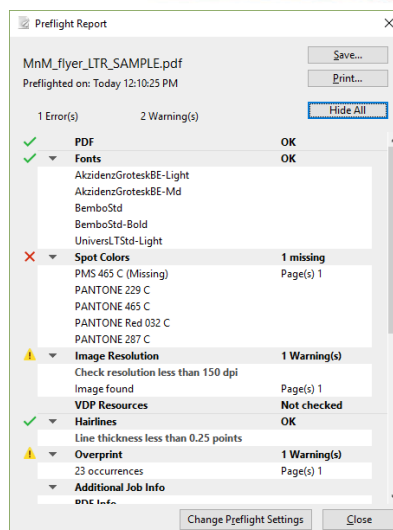 Preflight Report
MnM_flyer_LTR_SAMPLE.pdf
Save...
Preflighted on: Today 12:10:25 PM
Print...
1 Error(s) 2 Warning(s)
Hide All
PDF OK
Fonts OK
AkzidenzGroteskBE-Light
AkzidenzGroteskBE-Md
BemboStd
BemboStd-Bold
UniversLTStd-Light
Spot Colors 1 missing
PMS 465 C (Missing) Page(s) 1
PANTONE 229 C
PANTONE 465 C
PANTONE Red 032 C
PANTONE 287 C
Image Resolution 1 Warning(s)
Check resolution less than 150 dpi
Image found Page(s) 1
VDP Resources Not checked
Hairlines OK
Line thickness less than 0.25 points
Overprint 1 Warning(s)
23 occurrences Page(s) 1
Additional Job Info
PDF Info
Change Preflight Settings Close